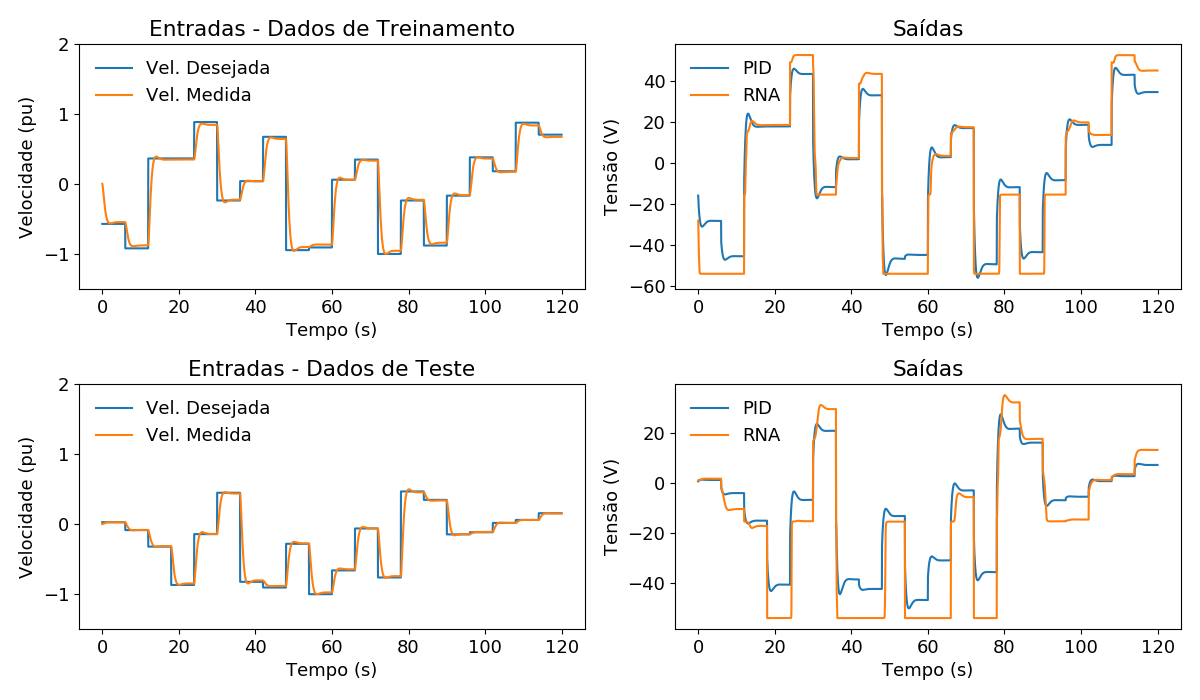 Entradas - Dados de Treinamento
Vel. Desejada
Vel. Medida
Velocidade (pu)
2
1
0
−1
0 20 40 60 80 100 120
Tempo (s)
Saídas
PID
RNA
Tensão (V)
40
20
0
−20
−40
−60
0 20 40 60 80 100 120
Tempo (s)
Entradas - Dados de Teste
Vel. Desejada
Vel. Medida
Velocidade (pu)
2
1
0
−1
0 20 40 60 80 100 120
Tempo (s)
Saídas
PID
RNA
Tensão (V)
20
0
−20
−40
0 20 40 60 80 100 120
Tempo (s)